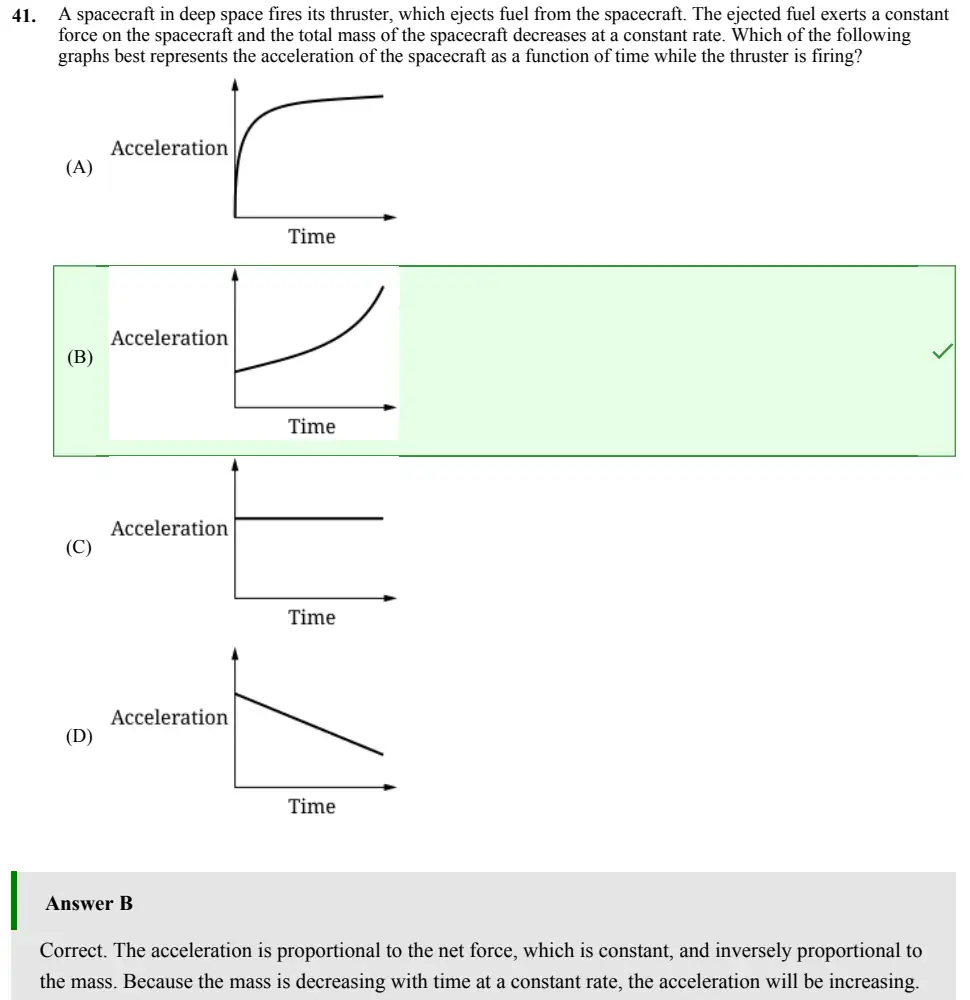 41. A spacecraft in deep space fires its thruster, which ejects fuel from the spacecraft. The ejected fuel exerts a constant
force on the spacecraft and the total mass of the spacecraft decreases at a constant rate. Which of the following
graphs best represents the acceleration of the spacecraft as a function of time while the thruster is firing?
Acceleration
(A)
Time
Acceleration
(B)
Time
Acceleration
(C)
Time
Acceleration
(D)
Time
Answer B
Correct. The acceleration is proportional to the net force, which is constant, and inversely proportional to
the mass. Because the mass is decreasing with time at a constant rate, the acceleration will be increasing.